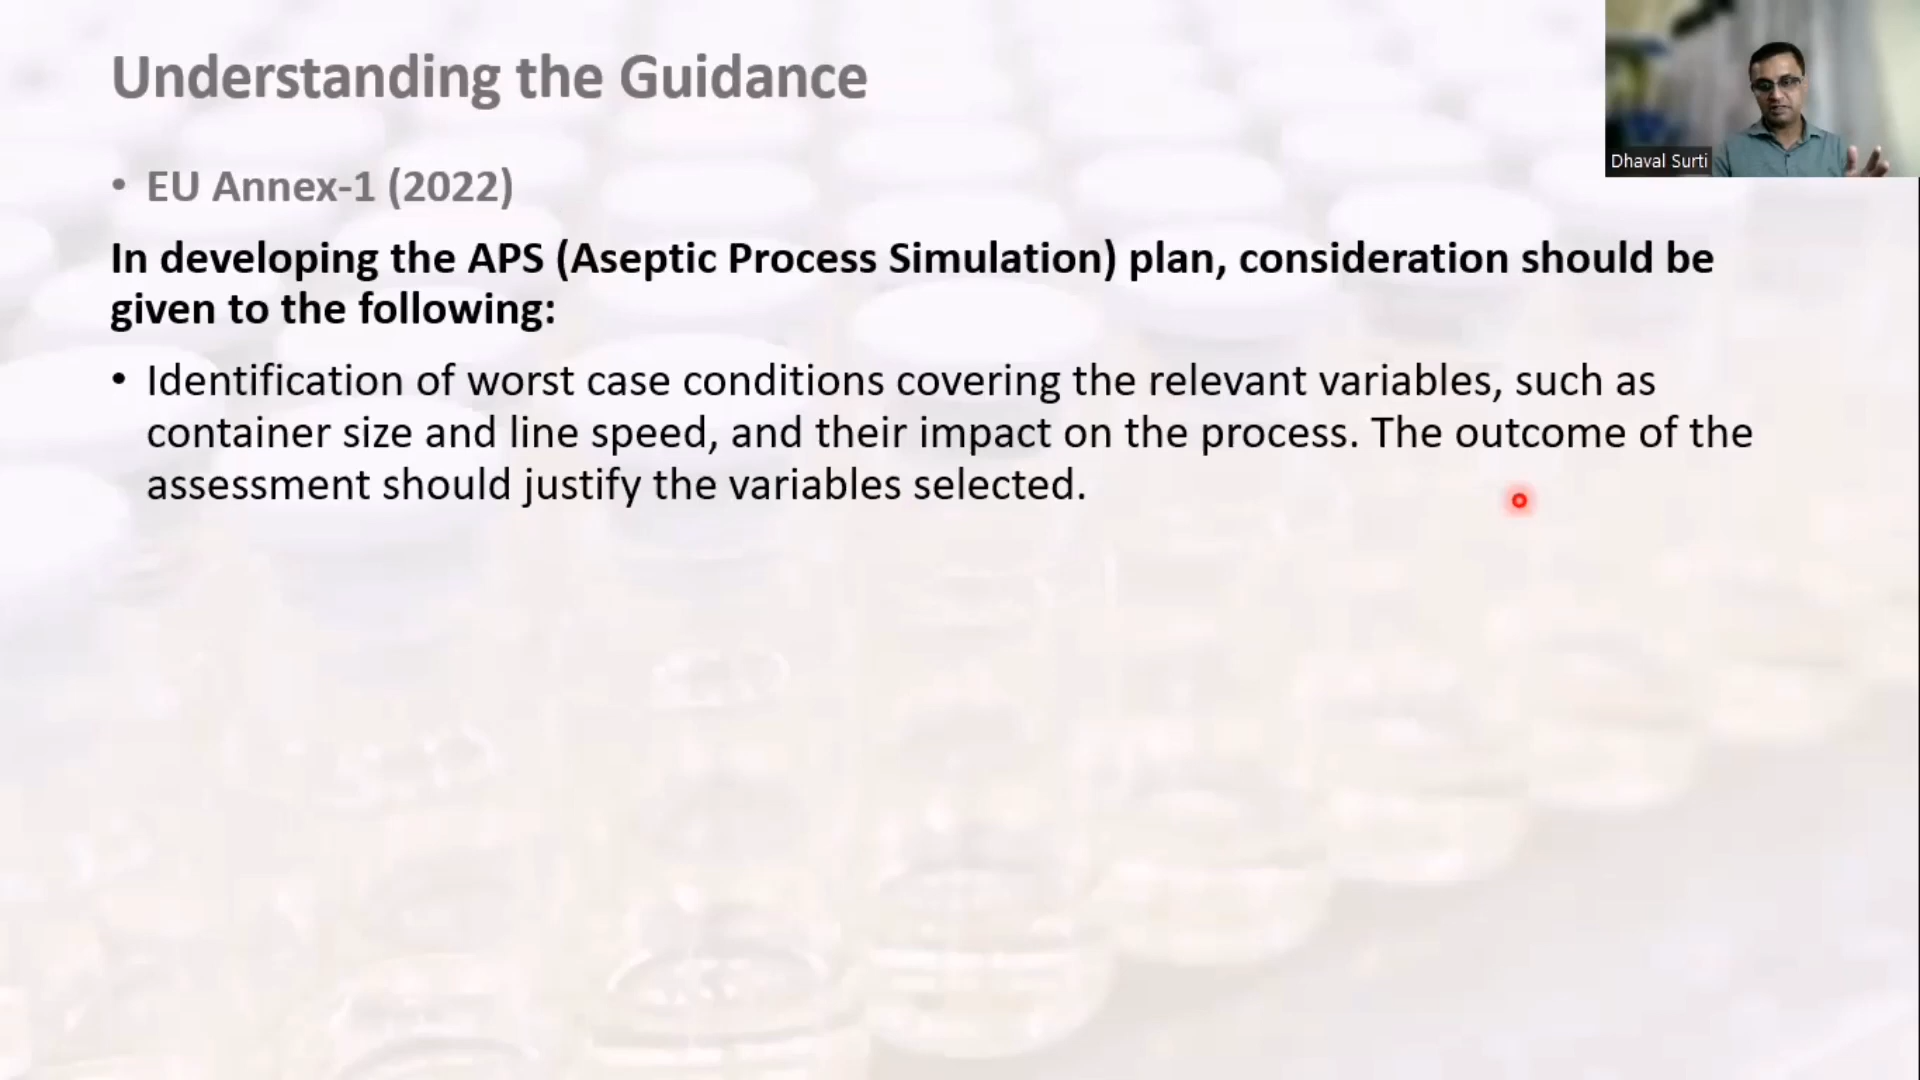 Understanding the Guidance
Dhaval Surti
• EU Annex-1 (2022)
In developing the APS (Aseptic Process Simulation) plan, consideration should be
given to the following:
• Identification of worst case conditions covering the relevant variables, such as
container size and line speed, and their impact on the process. The outcome of the
assessment should justify the variables selected.